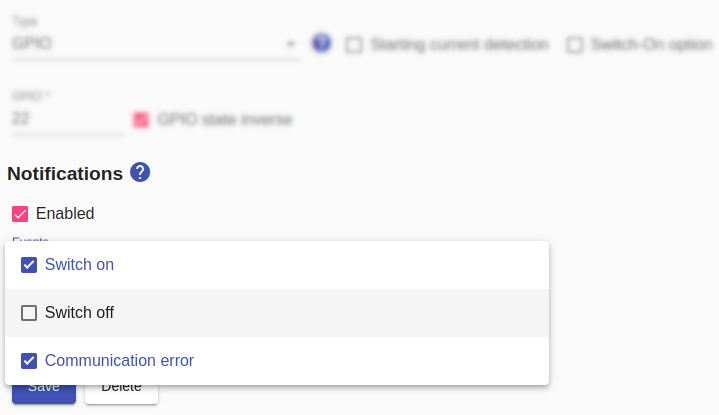 Type
GPIO
? Starting current detection Switch-On option
GPIO *
22 GPIO state inverse
Notifications ?
Enabled
Events
Switch on
Switch off
Communication error
Save Delete